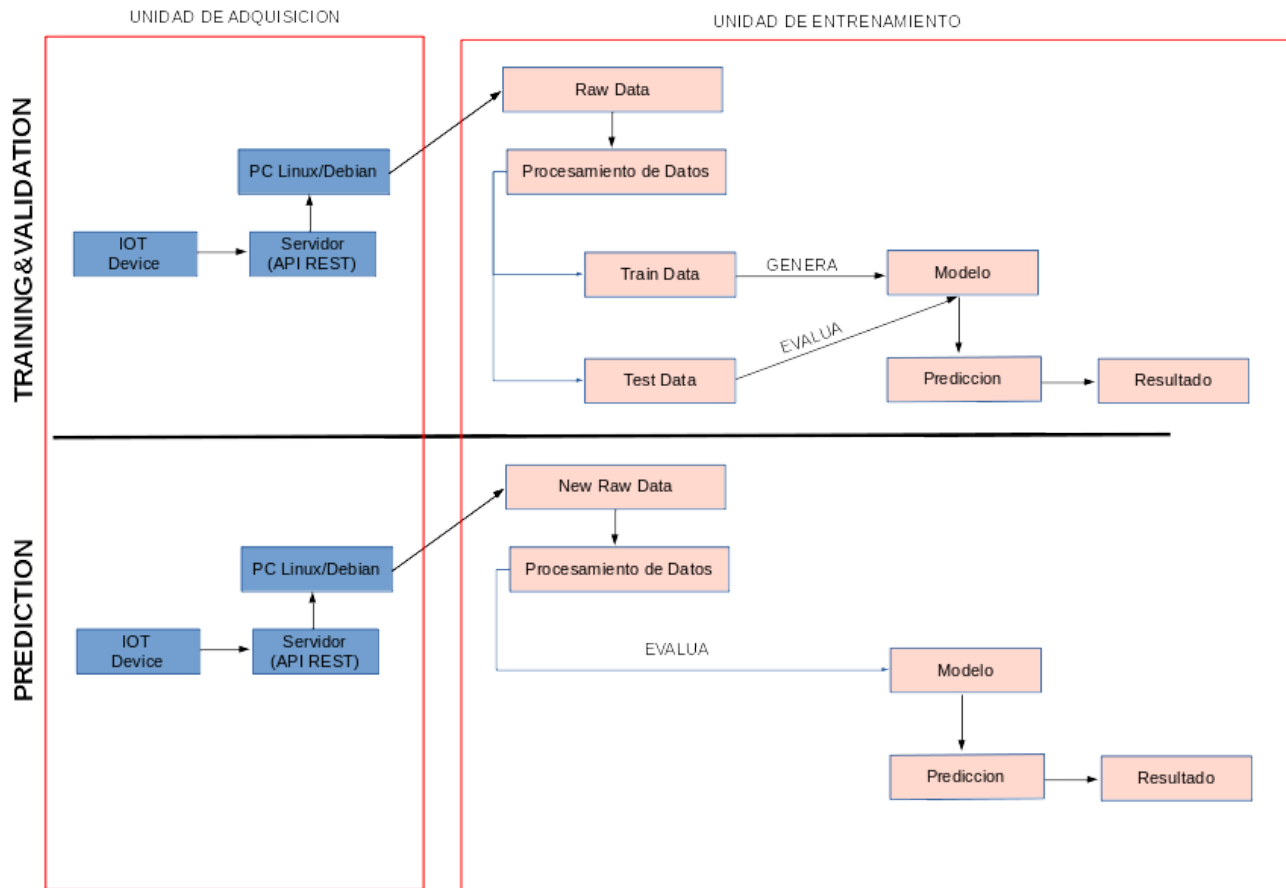 UNIDAD DE ADQUISICION
UNIDAD DE ENTRENAMIENTO
TRAINING&VALIDATION
Raw Data
PC Linux/Debian
Procesamiento de Datos
IOT
Device
Servidor
(API REST)
Train Data
GENERA
Modelo
EVALUA
Test Data
Prediccion
Resultado
PREDICTION
New Raw Data
PC Linux/Debian
Procesamiento de Datos
IOT
Device
Servidor
(API REST)
EVALUA
Modelo
Prediccion
Resultado